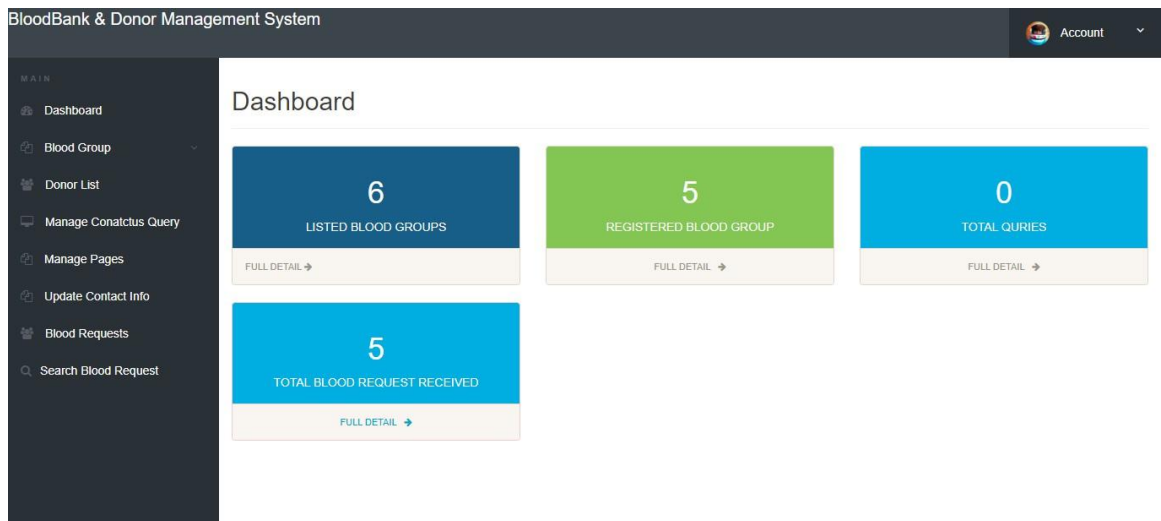 BloodBank & Donor Management System
Account
MAIN
Dashboard
Blood Group
Donor List
Manage Conatctus Query
Manage Pages
Update Contact Info
Blood Requests
Search Blood Request
Dashboard
6
LISTED BLOOD GROUPS
FULL DETAIL
5
REGISTERED BLOOD GROUP
FULL DETAIL
0
TOTAL QURIES
FULL DETAIL
5
TOTAL BLOOD REQUEST RECEIVED
FULL DETAIL